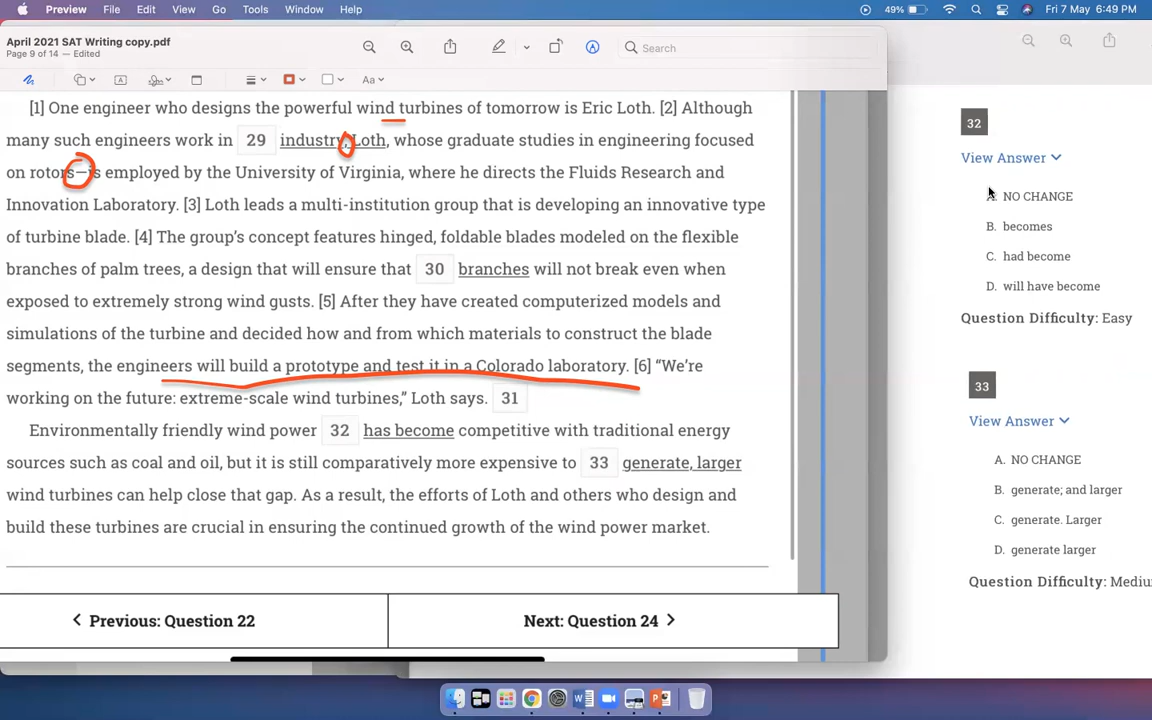 Preview File Edit View Go Tools Window Help 49% Fri 7 May 6:49 PM
April 2021 SAT Writing copy.pdf
Page 9 of 14 — Edited
Search
Aa
[1] One engineer who designs the powerful wind turbines of tomorrow is Eric Loth. [2] Although
many such engineers work in 29 industry, Loth, whose graduate studies in engineering focused
on rotors—is employed by the University of Virginia, where he directs the Fluids Research and
Innovation Laboratory. [3] Loth leads a multi-institution group that is developing an innovative type
of turbine blade. [4] The group's concept features hinged, foldable blades modeled on the flexible
branches of palm trees, a design that will ensure that 30 branches will not break even when
exposed to extremely strong wind gusts. [5] After they have created computerized models and
simulations of the turbine and decided how and from which materials to construct the blade
segments, the engineers will build a prototype and test it in a Colorado laboratory. [6] “We're
working on the future: extreme-scale wind turbines,” Loth says. 31
Environmentally friendly wind power 32 has become competitive with traditional energy
sources such as coal and oil, but it is still comparatively more expensive to 33 generate, larger
wind turbines can help close that gap. As a result, the efforts of Loth and others who design and
build these turbines are crucial in ensuring the continued growth of the wind power market.
< Previous: Question 22
Next: Question 24 >
32
View Answer
A. NO CHANGE
B. becomes
C. had become
D. will have become
Question Difficulty: Easy
33
View Answer
A. NO CHANGE
B. generate; and larger
C. generate. Larger
D. generate larger
Question Difficulty: Mediu